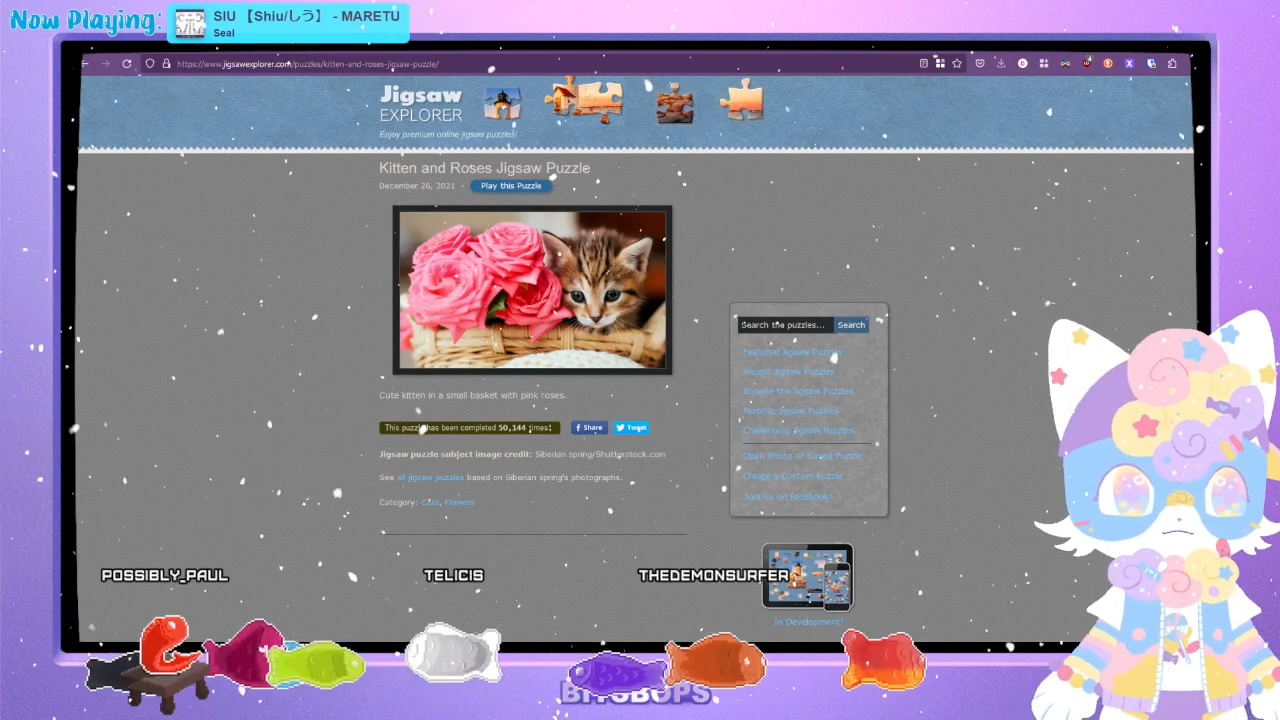 Now Playing:
SIU 【Shiu/しう】 - MARETU
Seal
https://www.jigsawexplorer.com/puzzles/kitten-and-roses-jigsaw-puzzle/
Jigsaw
EXPLORER
Enjoy premium online jigsaw puzzles!
Kitten and Roses Jigsaw Puzzle
December 26, 2021 · Play this Puzzle
Cute kitten in a small basket with pink roses.
This puzzle has been completed 50,144 times!
Share
Tweet
Jigsaw puzzle subject image credit: Siberian spring/Shutterstock.com
See all jigsaw puzzles based on Siberian spring's photographs.
Category: Cats, Flowers
Search the puzzles...
Search
Featured Jigsaw Puzzles
Recent Jigsaw Puzzles
Browse the Jigsaw Puzzles
Favorite Jigsaw Puzzles
Challenging Jigsaw Puzzles
Open Photo or Saved Puzzle
Create a Custom Puzzle
Join us on Facebook!
In Development!
POSSIBLY_PAUL
TELICIS
THEDEMONSURFER
BITSBOPS